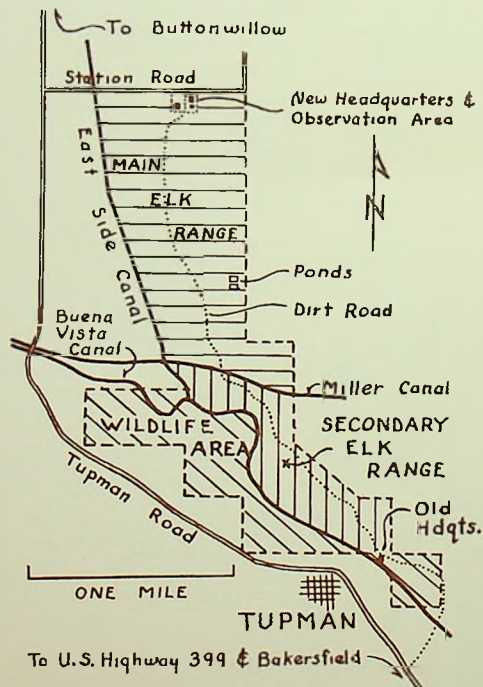 To Buttonwillow
Station Road
New Headquarters &
Observation Area
East Side Canal
MAIN
ELK
RANGE
N
Ponds
Dirt Road
Buena
Vista
Canal
Miller Canal
WILDLIFE
AREA
SECONDARY
ELK
RANGE
Tupman Road
Old
Hdqts.
ONE MILE
TUPMAN
To U.S. Highway 399 & Bakersfield